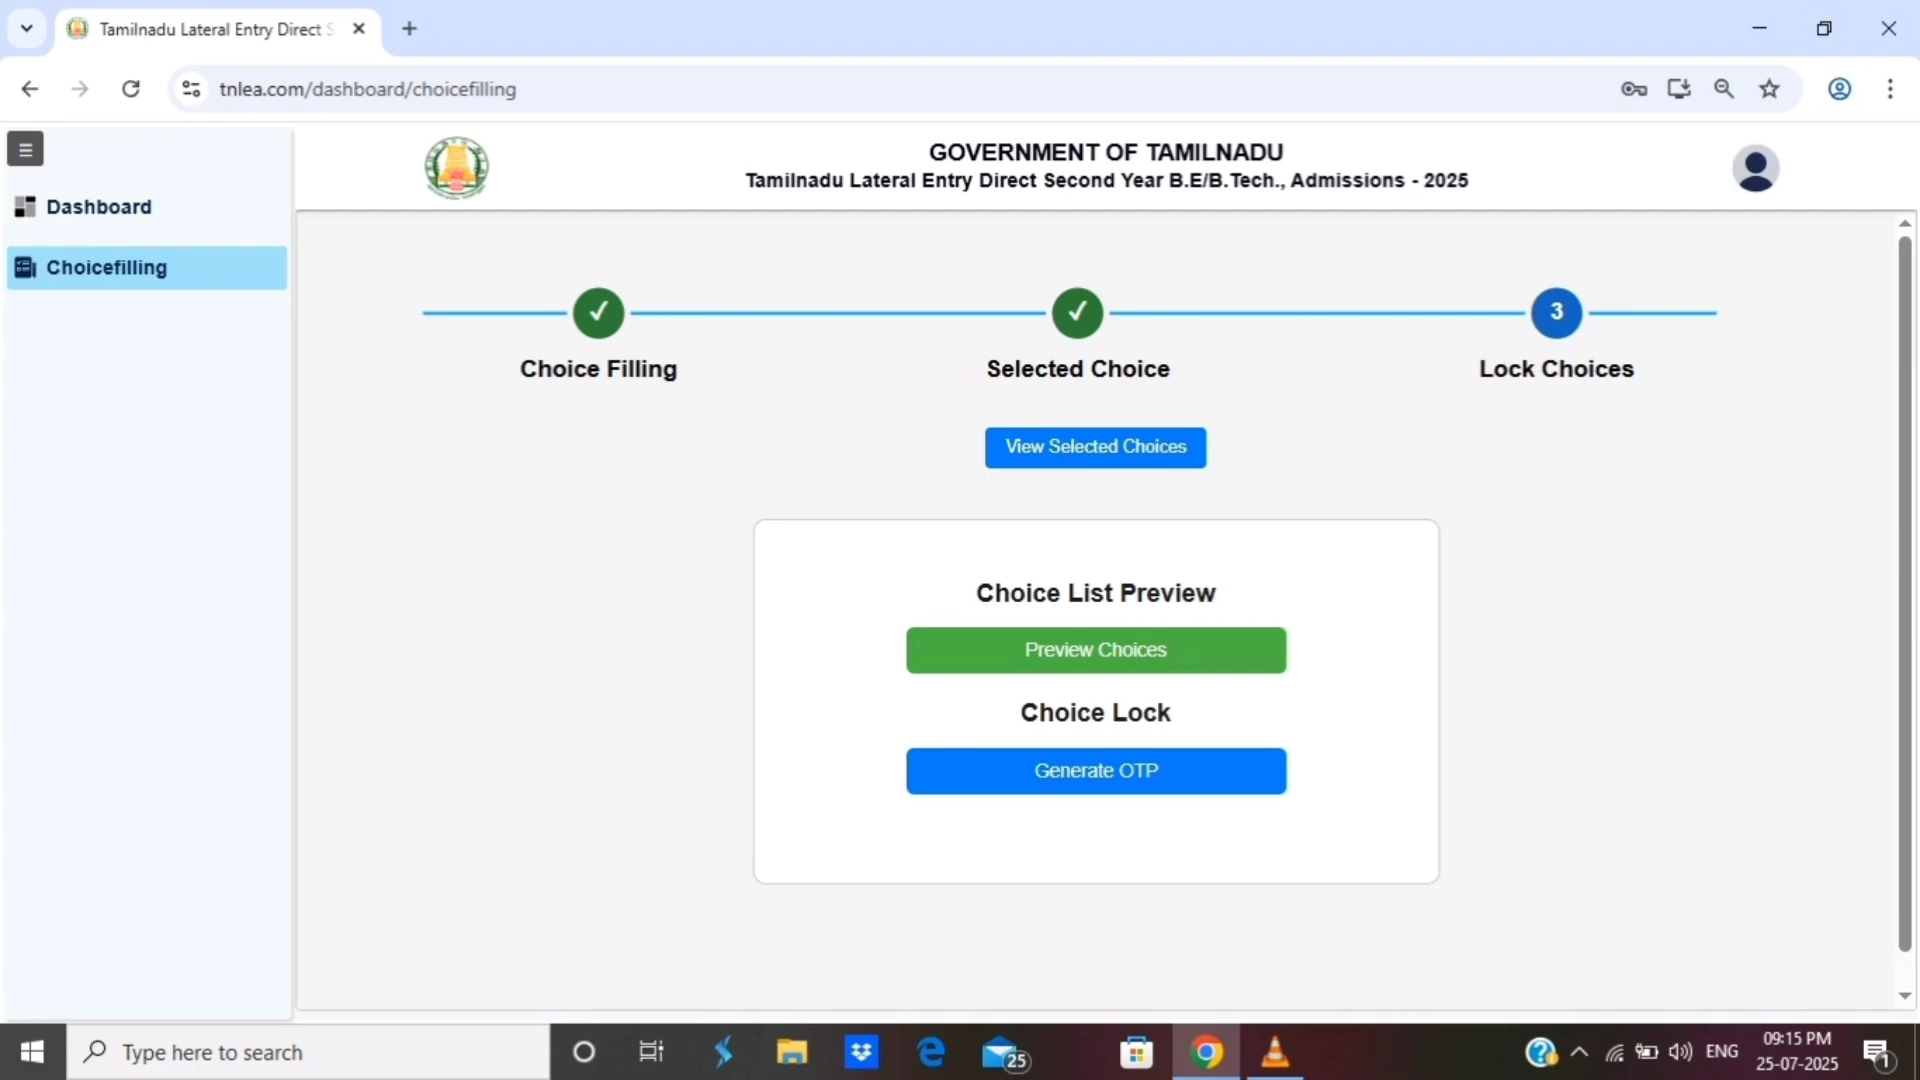 Tamilnadu Lateral Entry Direct S
tnlea.com/dashboard/choicefilling
GOVERNMENT OF TAMILNADU
Tamilnadu Lateral Entry Direct Second Year B.E/B.Tech., Admissions - 2025
Dashboard
Choicefilling
3
Choice Filling
Selected Choice
Lock Choices
View Selected Choices
Choice List Preview
Preview Choices
Choice Lock
Generate OTP
Type here to search
25
ENG
09:15 PM
25-07-2025
1